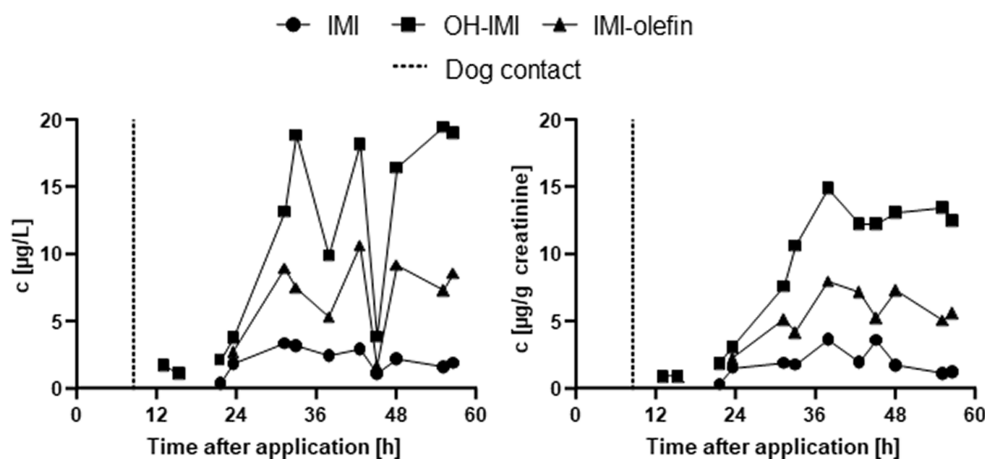 IMI OH-IMI IMI-olefin
Dog contact
c [µg/L]
20
15
10
5
0
0 12 24 36 48 60
Time after application [h]
c [µg/g creatinine]
20
15
10
5
0
0 12 24 36 48 60
Time after application [h]